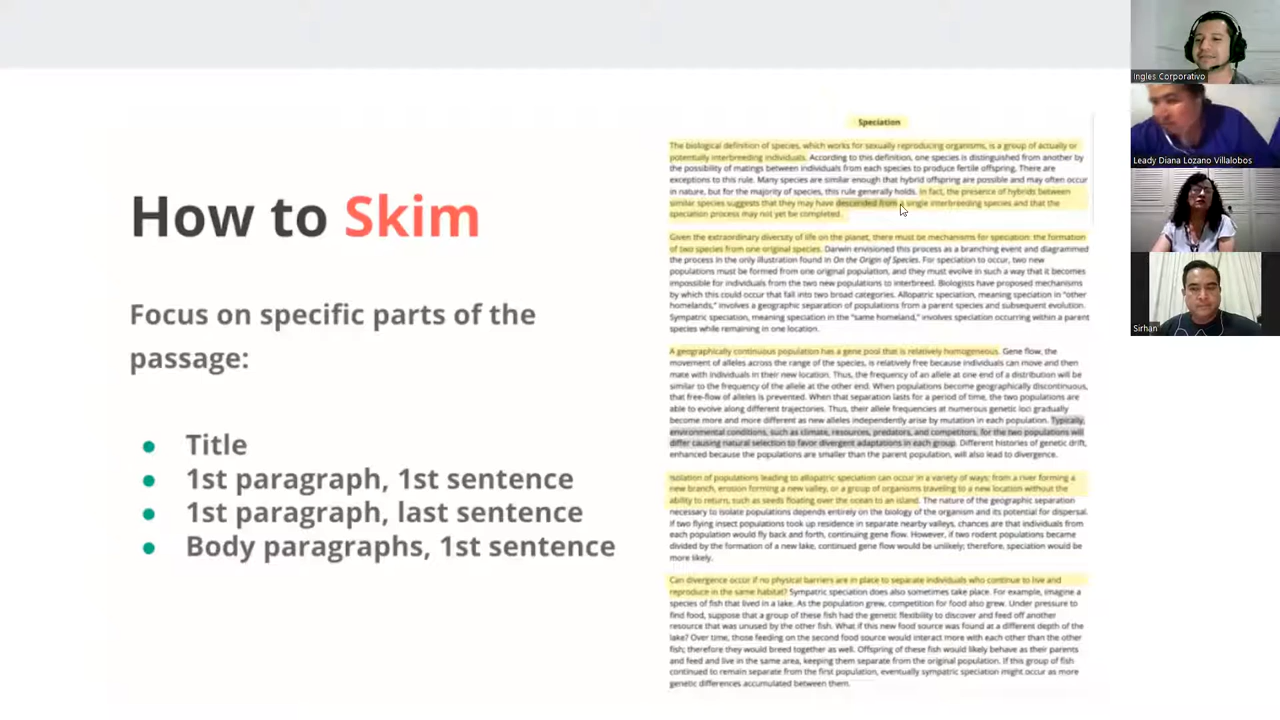 How to Skim
Focus on specific parts of the
passage:
● Title
● 1st paragraph, 1st sentence
● 1st paragraph, last sentence
● Body paragraphs, 1st sentence
Speciation
The biological definition of species, which works for sexually reproducing organisms, is a group of actually or
potentially interbreeding individuals. According to this definition, one species is distinguished from another by
the possibility of matings between individuals from each species to produce fertile offspring. There are
exceptions to this rule. Many species are similar enough that hybrid offspring are possible and may often occur
in nature, but for the majority of species, this rule generally holds. In fact, the presence of hybrids between
similar species suggests that they may have descended from a single interbreeding species and that the
speciation process may not yet be completed.
Given the extraordinary diversity of life on the planet, there must be mechanisms for speciation: the formation
of two species from one original species. Darwin envisioned this process as a branching event and diagrammed
the process in the only illustration found in On the Origin of Species. For speciation to occur, two new
populations must be formed from one original population, and they must evolve in such a way that it becomes
impossible for individuals from the two new populations to interbreed. Biologists have proposed mechanisms
by which this could occur that fall into two broad categories. Allopatric speciation, meaning speciation in "other
homelands," involves a geographic separation of populations from a parent species and subsequent evolution.
Sympatric speciation, meaning speciation in the "same homeland," involves speciation occurring within a parent
species while remaining in one location.
A geographically continuous population has a gene pool that is relatively homogeneous. Gene flow, the
movement of alleles across the range of the species, is relatively free because individuals can move and then
mate with individuals in their new location. Thus, the frequency of an allele at one end of a distribution will be
similar to the frequency of the allele at the other end. When populations become geographically discontinuous,
that free-flow of alleles is prevented. When that separation lasts for a period of time, the two populations are
able to evolve along different trajectories. Thus, their allele frequencies at numerous genetic loci gradually
become more and more different as new alleles independently arise by mutation in each population. Typically,
environmental conditions, such as climate, resources, predators, and competitors, for the two populations will
differ causing natural selection to favor divergent adaptations in each group. Different histories of genetic drift,
enhanced because the populations are smaller than the parent population, will also lead to divergence.
Isolation of populations leading to allopatric speciation can occur in a variety of ways: from a river forming a
new branch, erosion forming a new valley, or a group of organisms traveling to a new location without the
ability to return, such as seeds floating over the ocean to an island. The nature of the geographic separation
necessary to isolate populations depends entirely on the biology of the organism and its potential for dispersal.
If two flying insect populations took up residence in separate nearby valleys, chances are that individuals from
each population would fly back and forth, continuing gene flow. However, if two rodent populations became
divided by the formation of a new lake, continued gene flow would be unlikely; therefore, speciation would be
more likely.
Can divergence occur if no physical barriers are in place to separate individuals who continue to live and
reproduce in the same habitat? Sympatric speciation does also sometimes take place. For example, imagine a
species of fish that lived in a lake. As the population grew, competition for food also grew. Under pressure to
find food, suppose that a group of these fish had the genetic flexibility to discover and feed off another
resource that was unused by the other fish. What if this new food source was found at a different depth of the
lake? Over time, those feeding on the second food source would interact more with each other than the other
fish; therefore they would breed together as well. Offspring of these fish would likely behave as their parents
and feed and live in the same area, keeping them separate from the original population. If this group of fish
continued to remain separate from the first population, eventually sympatric speciation might occur as more
genetic differences accumulated between them.
Ingles Corporativo
Leady Diana Lozano Villalobos
Sirhan